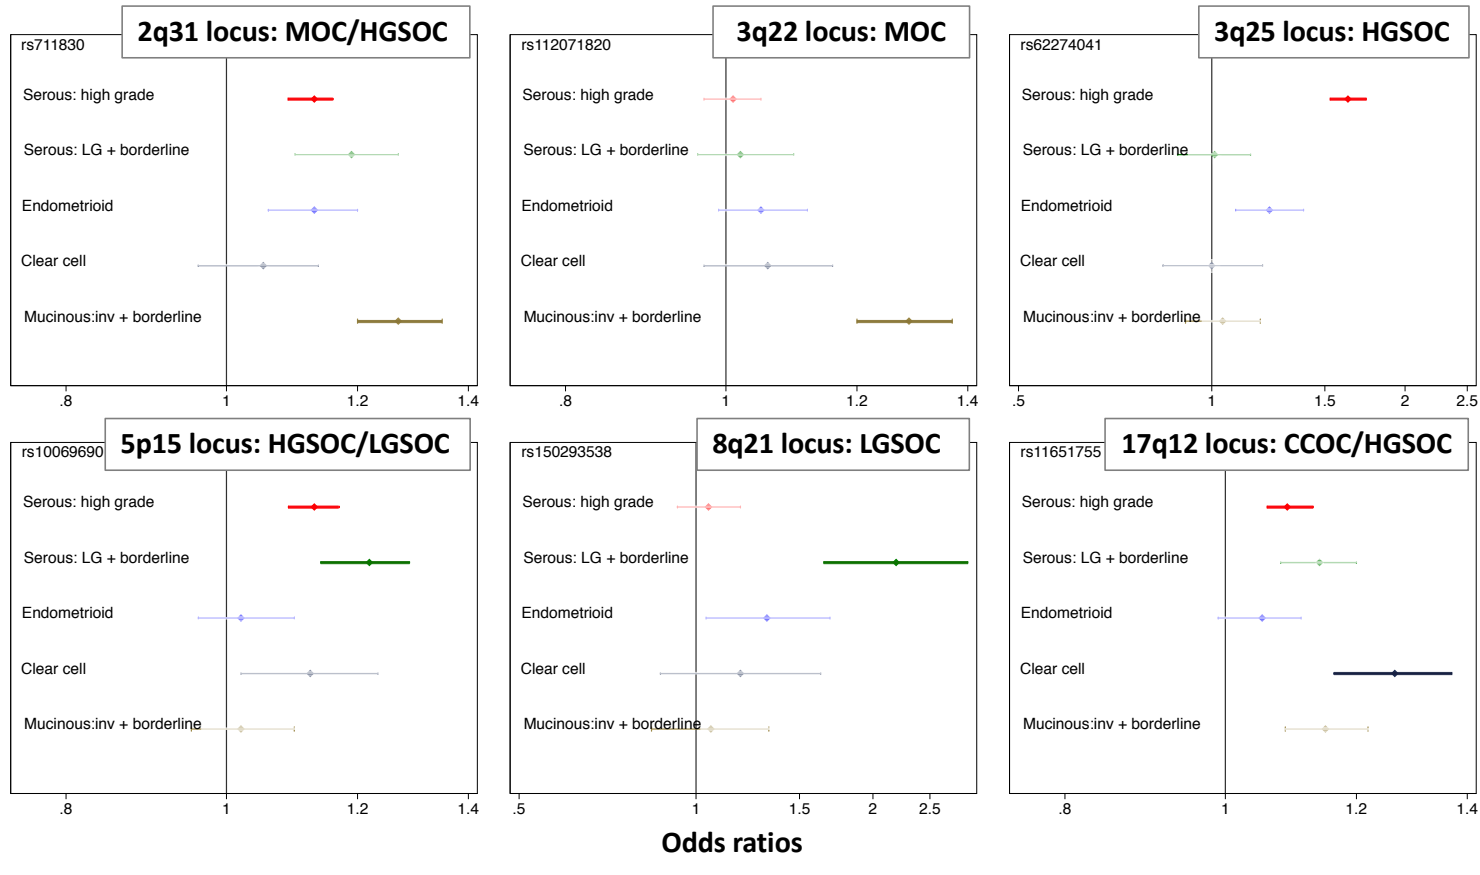 2q31 locus: MOC/HGSOC
rs711830
Serous: high grade
Serous: LG + borderline
Endometrioid
Clear cell
Mucinous:inv + borderline
.8 1 1.2 1.4
3q22 locus: MOC
rs112071820
Serous: high grade
Serous: LG + borderline
Endometrioid
Clear cell
Mucinous:inv + borderline
.8 1 1.2 1.4
3q25 locus: HGSOC
rs62274041
Serous: high grade
Serous: LG + borderline
Endometrioid
Clear cell
Mucinous:inv + borderline
.5 1 1.5 2 2.5
5p15 locus: HGSOC/LGSOC
rs10069690
Serous: high grade
Serous: LG + borderline
Endometrioid
Clear cell
Mucinous:inv + borderline
.8 1 1.2 1.4
8q21 locus: LGSOC
rs150293538
Serous: high grade
Serous: LG + borderline
Endometrioid
Clear cell
Mucinous:inv + borderline
.5 1 1.5 2 2.5
17q12 locus: CCOC/HGSOC
rs11651755
Serous: high grade
Serous: LG + borderline
Endometrioid
Clear cell
Mucinous:inv + borderline
.8 1 1.2 1.4
Odds ratios